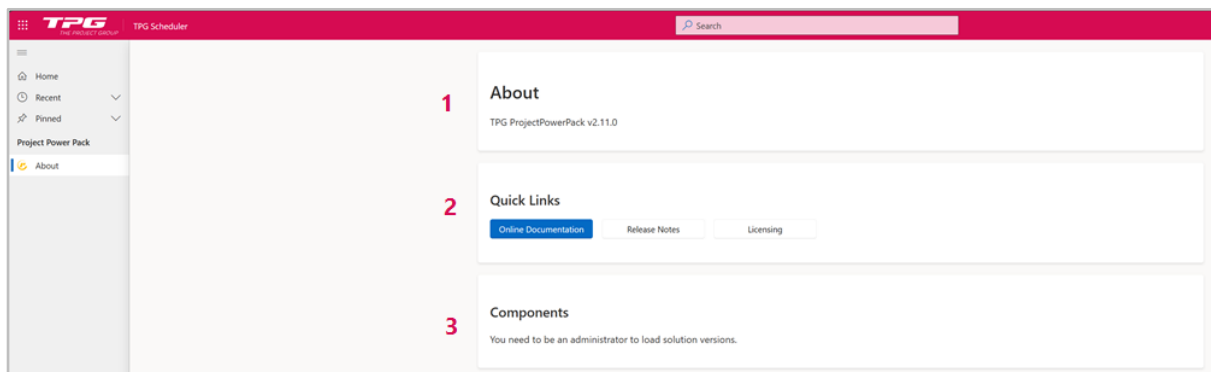 TPG
THE PROJECT GROUP
TPG Scheduler
Search
Home
Recent
Pinned
Project Power Pack
About
1
About
TPG ProjectPowerPack v2.11.0
2
Quick Links
Online Documentation
Release Notes
Licensing
3
Components
You need to be an administrator to load solution versions.